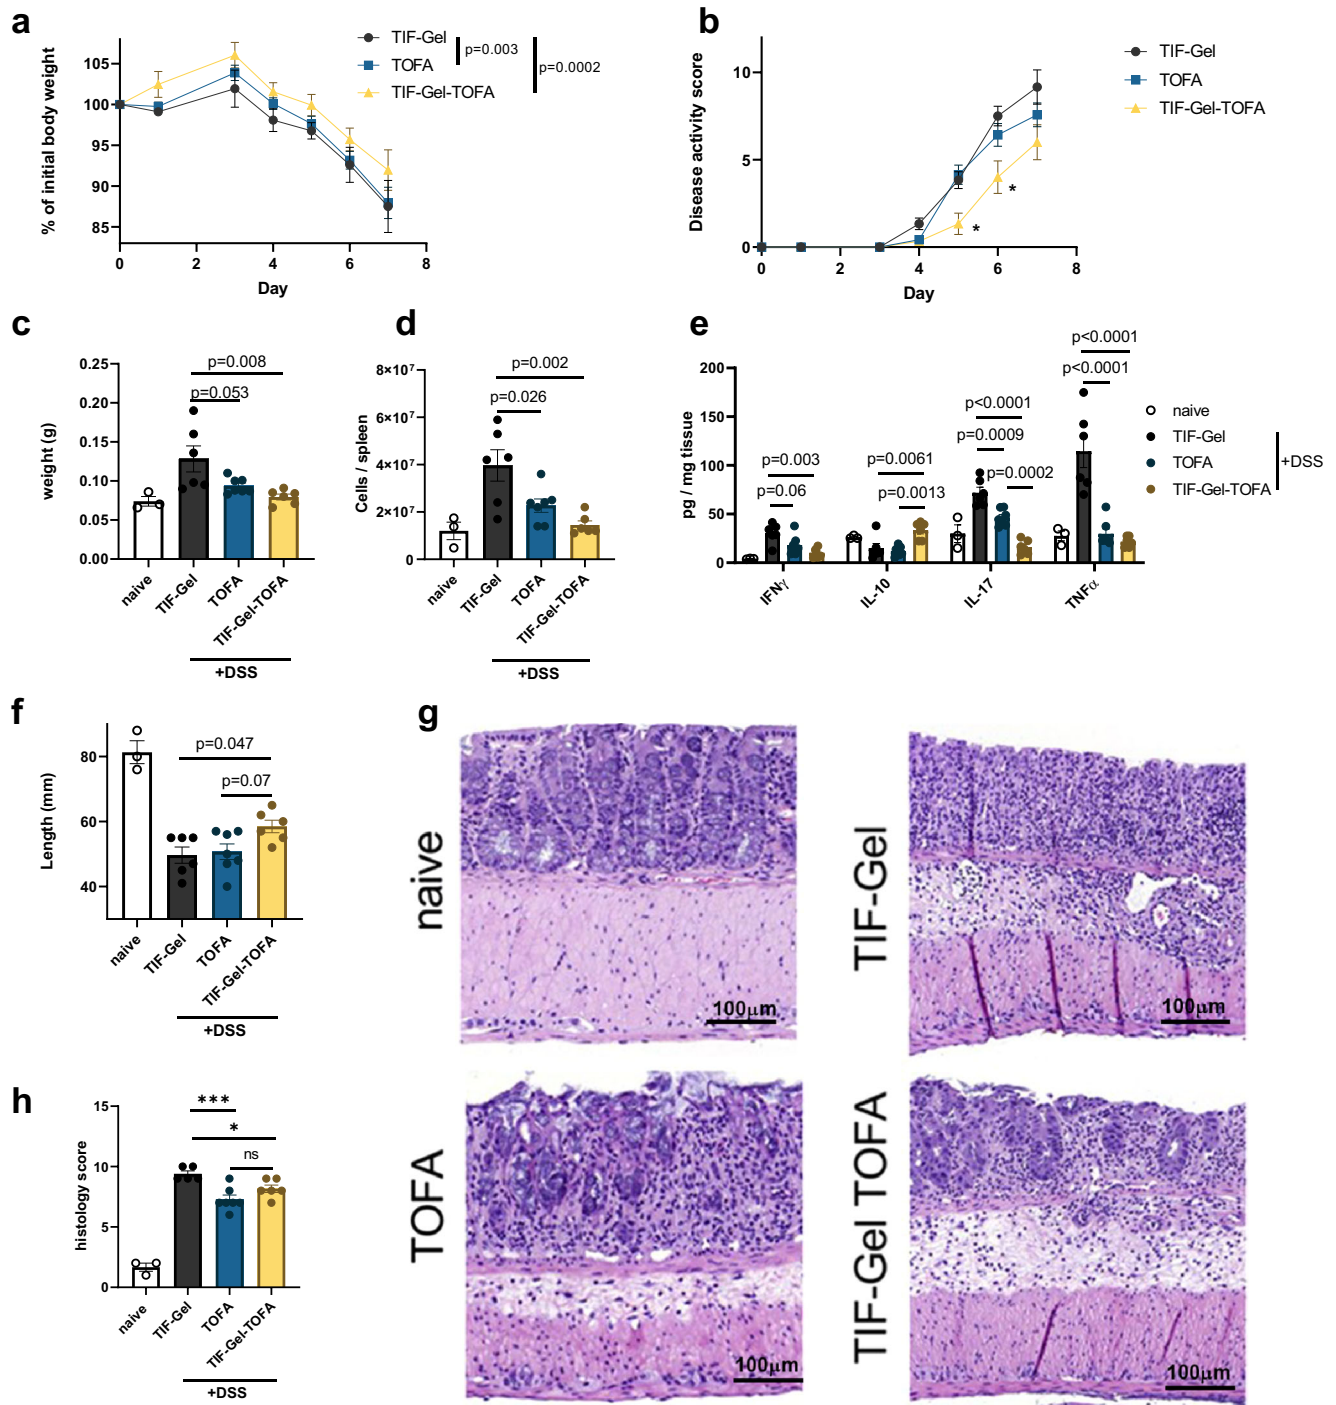 a
% of initial body weight
105
100
95
90
85
0
2
4
6
8
Day
TIF-Gel
TOFA
TIF-Gel-TOFA
p=0.003
p=0.0002
b
Disease activity score
10
5
0
0
2
4
6
8
Day
*
*
TIF-Gel
TOFA
TIF-Gel-TOFA
c
weight (g)
0.25
0.20
0.15
0.10
0.05
0.00
p=0.008
p=0.053
naive
TIF-Gel
TOFA
TIF-Gel-TOFA
+DSS
d
Cells / spleen
8×10⁷
6×10⁷
4×10⁷
2×10⁷
0
p=0.002
p=0.026
naive
TIF-Gel
TOFA
TIF-Gel-TOFA
+DSS
e
pg / mg tissue
200
150
100
50
0
p=0.003
p=0.06
p=0.0061
p=0.0013
p<0.0001
p=0.0009
p=0.0002
p<0.0001
p<0.0001
IFNγ
IL-10
IL-17
TNFα
naive
TIF-Gel
TOFA
TIF-Gel-TOFA
+DSS
f
Length (mm)
80
60
40
p=0.047
p=0.07
naive
TIF-Gel
TOFA
TIF-Gel-TOFA
+DSS
g
naive
100μm
TIF-Gel
100μm
TOFA
100μm
TIF-Gel TOFA
100μm
h
histology score
15
10
5
0
***
*
ns
naive
TIF-Gel
TOFA
TIF-Gel-TOFA
+DSS